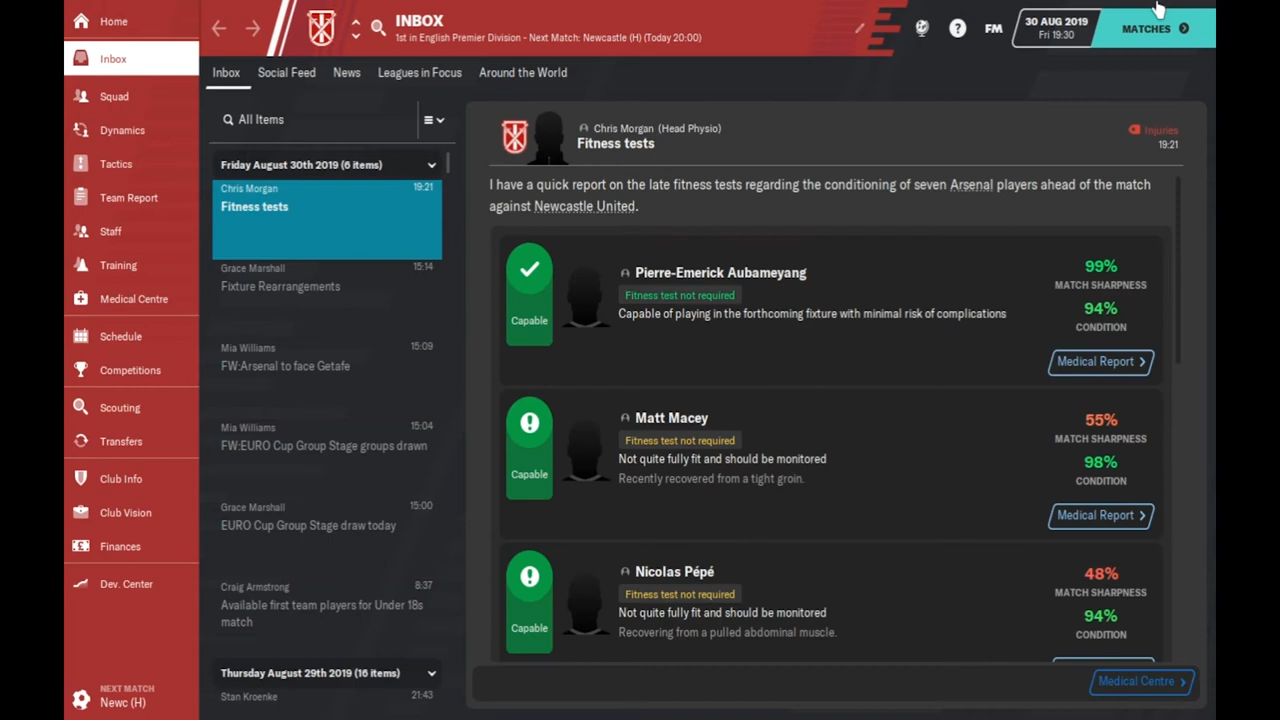 Home
Inbox
Squad
Dynamics
Tactics
Team Report
Staff
Training
Medical Centre
Schedule
Competitions
Scouting
Transfers
Club Info
Club Vision
Finances
Dev. Center
NEXT MATCH
Newc (H)
INBOX
1st in English Premier Division - Next Match: Newcastle (H) (Today 20:00)
?
FM
30 AUG 2019
Fri 19:30
MATCHES
Inbox
Social Feed
News
Leagues in Focus
Around the World
All Items
Friday August 30th 2019 (6 items)
Chris Morgan 19:21
Fitness tests
Grace Marshall 15:14
Fixture Rearrangements
Mia Williams 15:09
FW:Arsenal to face Getafe
Mia Williams 15:04
FW:EURO Cup Group Stage groups drawn
Grace Marshall 15:00
EURO Cup Group Stage draw today
Craig Armstrong 8:37
Available first team players for Under 18s
match
Thursday August 29th 2019 (16 items)
Stan Kroenke 21:43
Chris Morgan (Head Physio)
Fitness tests
Injuries
19:21
I have a quick report on the late fitness tests regarding the conditioning of seven Arsenal players ahead of the match
against Newcastle United.
Capable
Pierre-Emerick Aubameyang
Fitness test not required
Capable of playing in the forthcoming fixture with minimal risk of complications
99%
MATCH SHARPNESS
94%
CONDITION
Medical Report
Capable
Matt Macey
Fitness test not required
Not quite fully fit and should be monitored
Recently recovered from a tight groin.
55%
MATCH SHARPNESS
98%
CONDITION
Medical Report
Capable
Nicolas Pépé
Fitness test not required
Not quite fully fit and should be monitored
Recovering from a pulled abdominal muscle.
48%
MATCH SHARPNESS
94%
CONDITION
Medical Centre